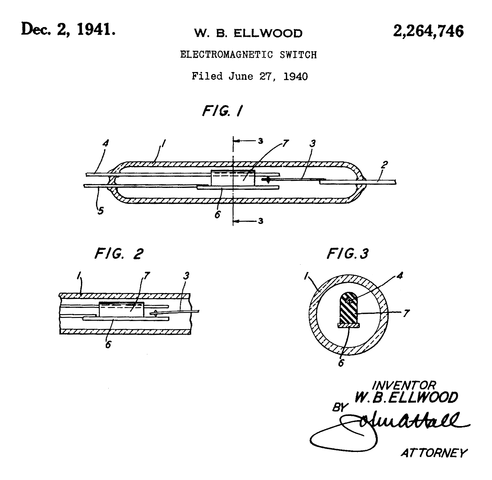 Dec. 2, 1941.
W. B. ELLWOOD
2,264,746
ELECTROMAGNETIC SWITCH
Filed June 27, 1940
FIG. 1
4
1
3
7
3
2
5
6
3
FIG. 2
FIG. 3
1
7
3
6
1
4
7
6
INVENTOR
W. B. ELLWOOD
BY John A Hall
ATTORNEY